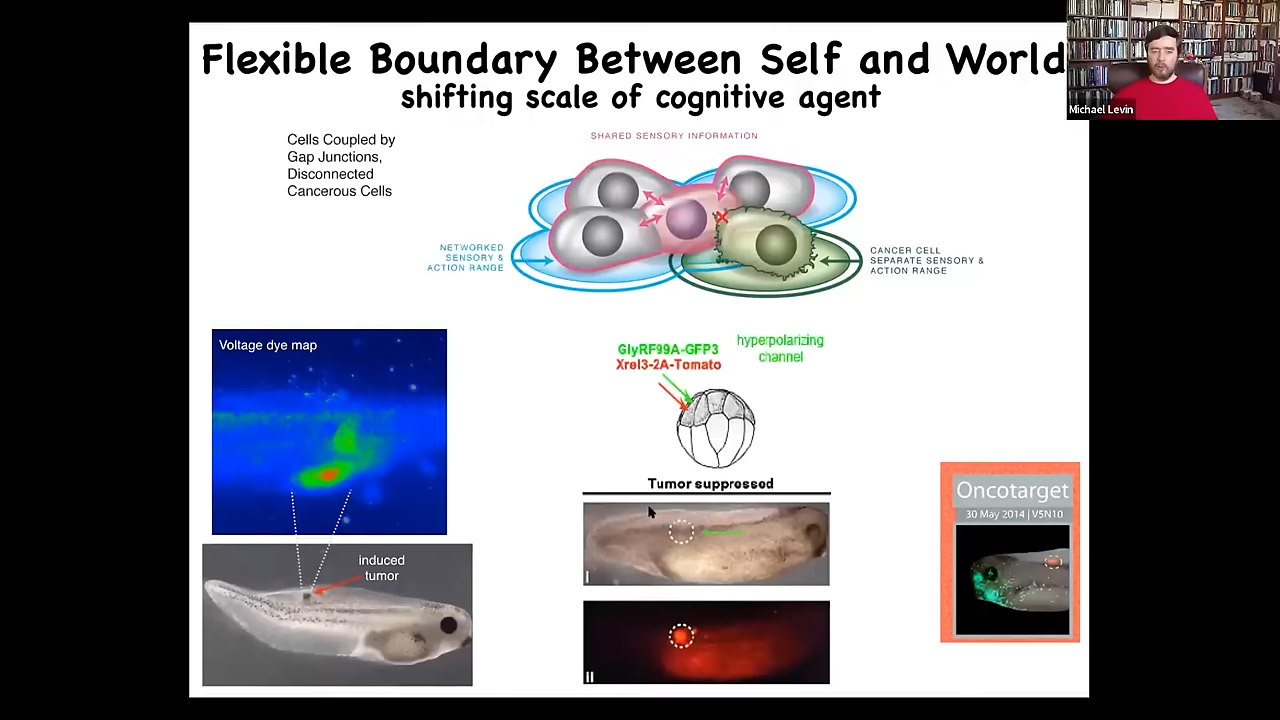 Flexible Boundary Between Self and World
shifting scale of cognitive agent
Michael Levin
Cells Coupled by
Gap Junctions,
Disconnected
Cancerous Cells
SHARED SENSORY INFORMATION
NETWORKED
SENSORY &
ACTION RANGE
CANCER CELL
SEPARATE SENSORY &
ACTION RANGE
Voltage dye map
induced
tumor
GlyRF99A-GFP3
Xrel3-2A-Tomato
hyperpolarizing
channel
Tumor suppressed
I
II
Oncotarget
30 May 2014 | V5N10